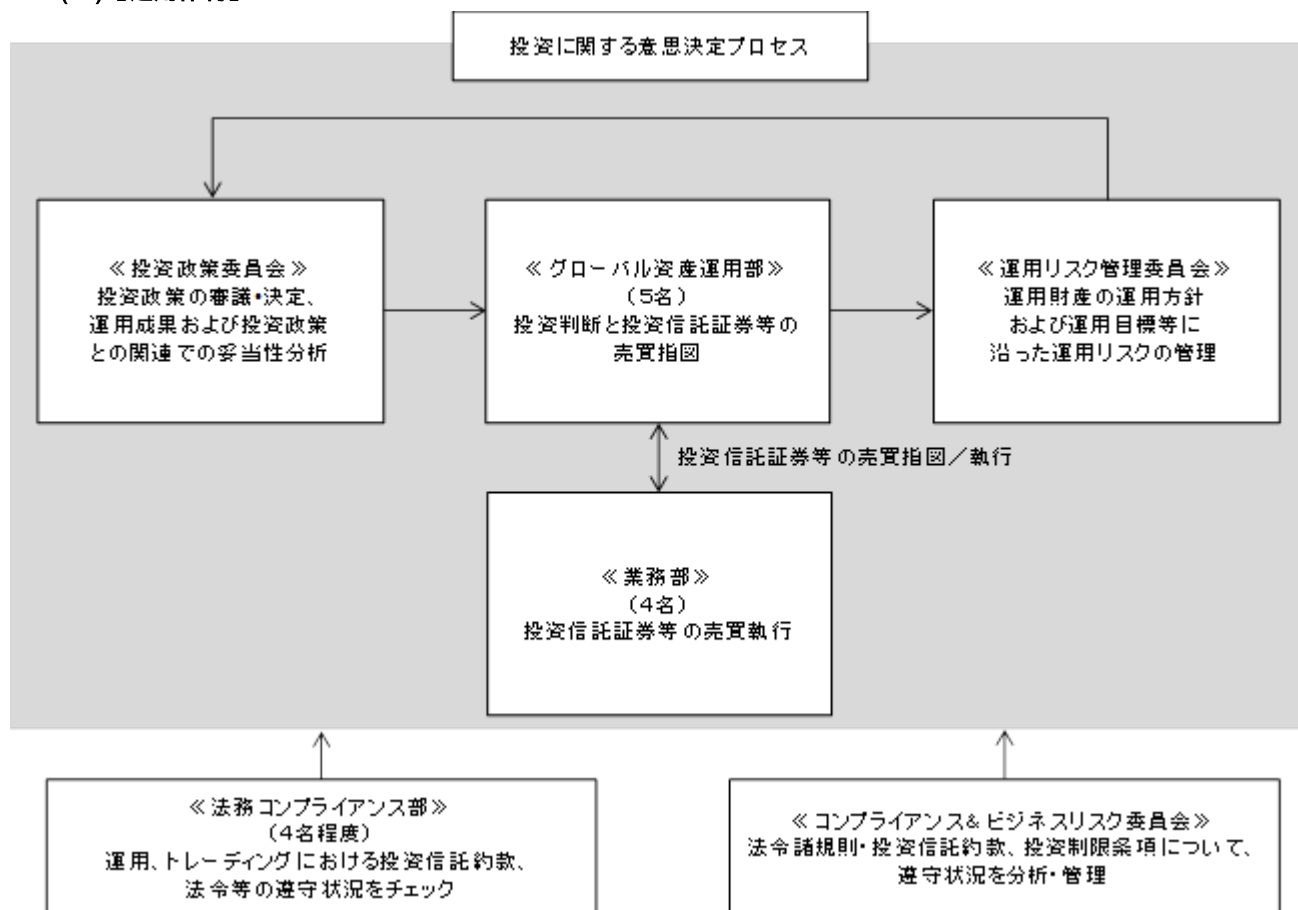 投資に関する意思決定プロセス
≪投資政策委員会≫
投資政策の審議・決定、
運用成果および投資政策
との関連での妥当性分析
≪グローバル資産運用部≫
(5名)
投資判断と投資信託証券等の
売買指図
≪運用リスク管理委員会≫
運用財産の運用方針
および運用目標等に
沿った運用リスクの管理
投資信託証券等の売買指図／執行
≪業務部≫
(4名)
投資信託証券等の売買執行
≪法務コンプライアンス部≫
(4名程度)
運用、トレーディングにおける投資信託約款、
法令等の遵守状況をチェック
≪コンプライアンス&ビジネスリスク委員会≫
法令諸規則・投資信託約款、投資制限条項について、
遵守状況を分析・管理